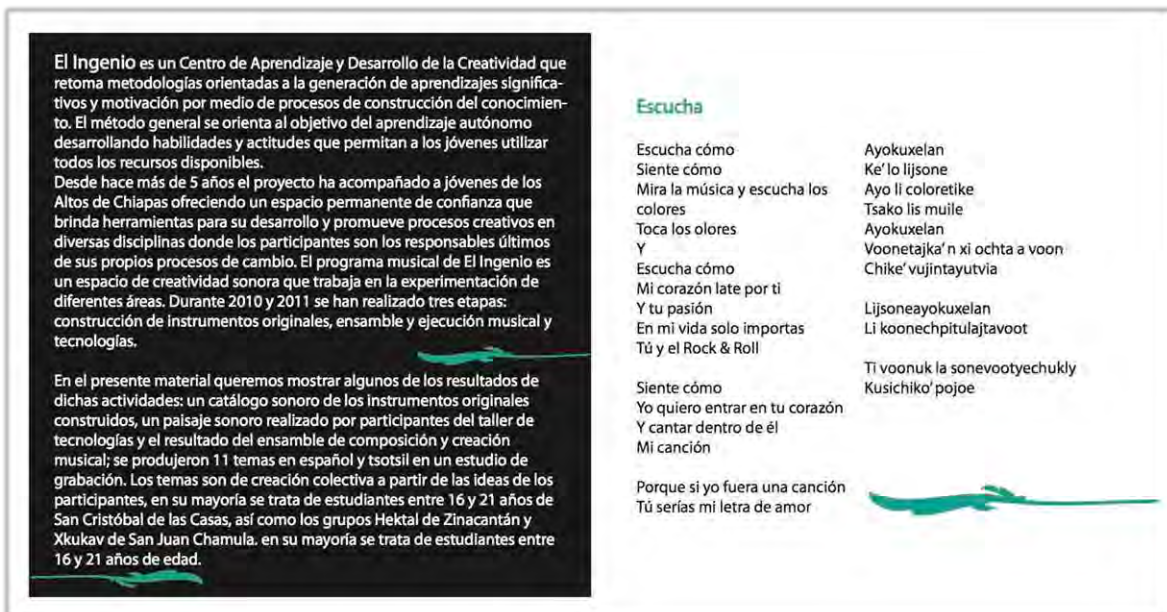 El Ingenio es un Centro de Aprendizaje y Desarrollo de la Creatividad que
retoma metodologías orientadas a la generación de aprendizajes significa-
tivos y motivación por medio de procesos de construcción del conocimien-
to. El método general se orienta al objetivo del aprendizaje autónomo
desarrollando habilidades y actitudes que permitan a los jóvenes utilizar
todos los recursos disponibles.
Desde hace más de 5 años el proyecto ha acompañado a jóvenes de los
Altos de Chiapas ofreciendo un espacio permanente de confianza que
brinda herramientas para su desarrollo y promueve procesos creativos en
diversas disciplinas donde los participantes son los responsables últimos
de sus propios procesos de cambio. El programa musical de El Ingenio es
un espacio de creatividad sonora que trabaja en la experimentación de
diferentes áreas. Durante 2010 y 2011 se han realizado tres etapas:
construcción de instrumentos originales, ensamble y ejecución musical y
tecnologías.
En el presente material queremos mostrar algunos de los resultados de
dichas actividades: un catálogo sonoro de los instrumentos originales
construidos, un paisaje sonoro realizado por participantes del taller de
tecnologías y el resultado del ensamble de composición y creación
musical; se produjeron 11 temas en español y tsotsil en un estudio de
grabación. Los temas son de creación colectiva a partir de las ideas de los
participantes, en su mayoría se trata de estudiantes entre 16 y 21 años de
San Cristóbal de las Casas, así como los grupos Hektal de Zinacantán y
Xkukav de San Juan Chamula. en su mayoría se trata de estudiantes entre
16 y 21 años de edad.
Escucha
Escucha cómo
Siente cómo
Mira la música y escucha los
colores
Toca los olores
Y
Escucha cómo
Mi corazón late por ti
Y tu pasión
En mi vida solo importas
Tú y el Rock & Roll
Siente cómo
Yo quiero entrar en tu corazón
Y cantar dentro de él
Mi canción
Porque si yo fuera una canción
Tú serías mi letra de amor
Ayokuxelan
Ke' lo lijsone
Ayo li coloretike
Tsako lis muile
Ayokuxelan
Voonetajka' n xi ochta a voon
Chike' vujintayutvia
Lijsoneayokuxelan
Li koonechpitulajtavoot
Ti voonuk la sonevootyechukly
Kusichiko' pojoe